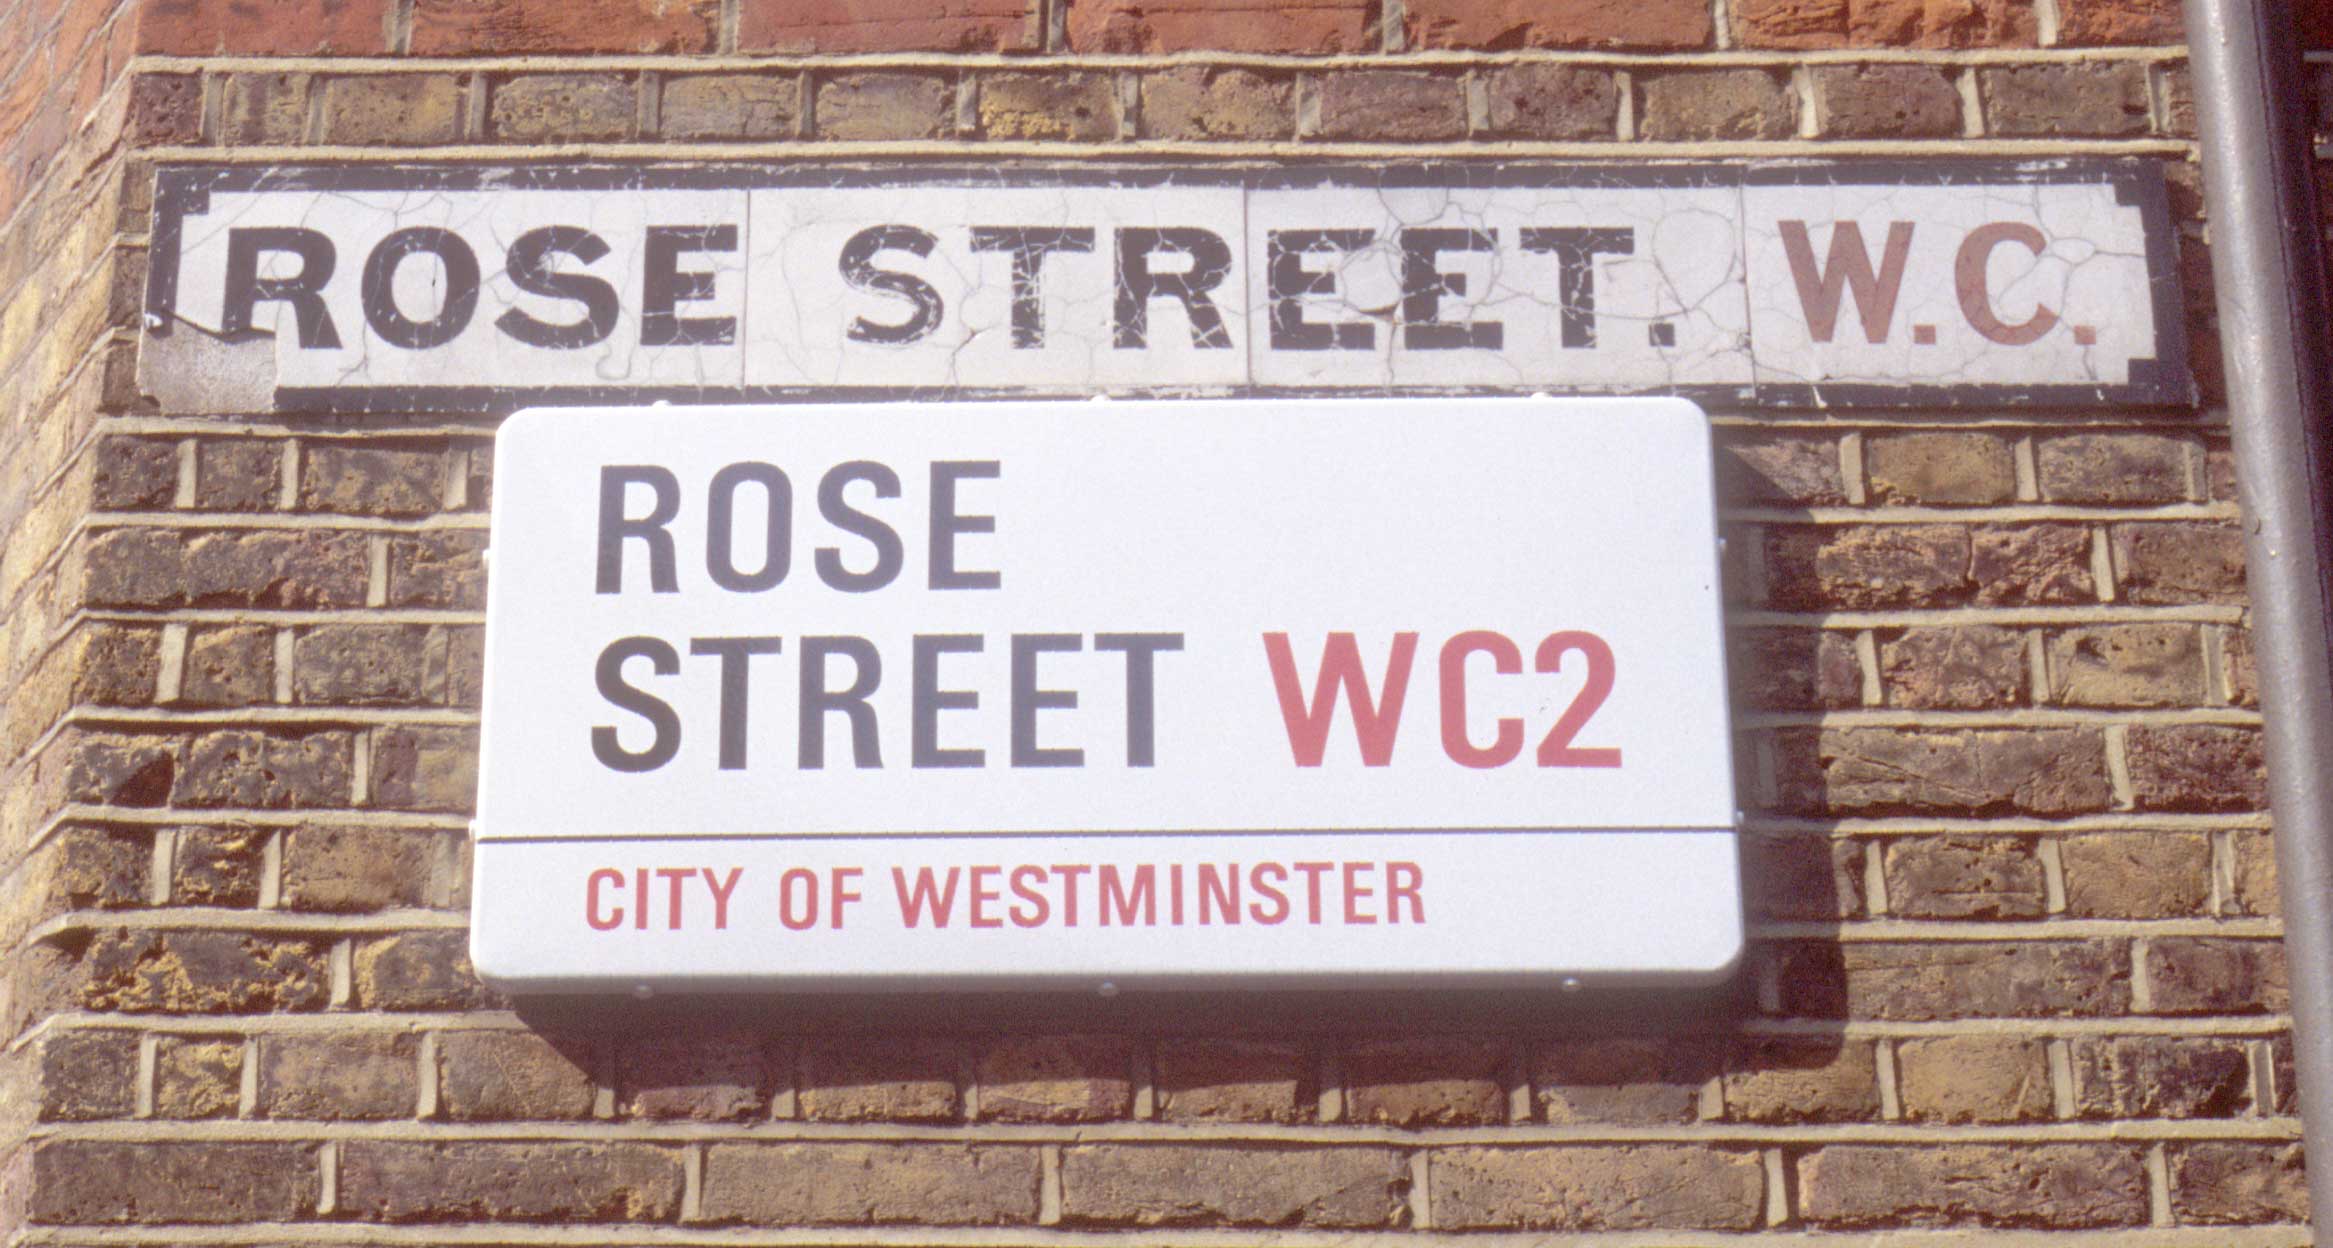 ROSE STREET. W.C.
ROSE
STREET WC2
CITY OF WESTMINSTER